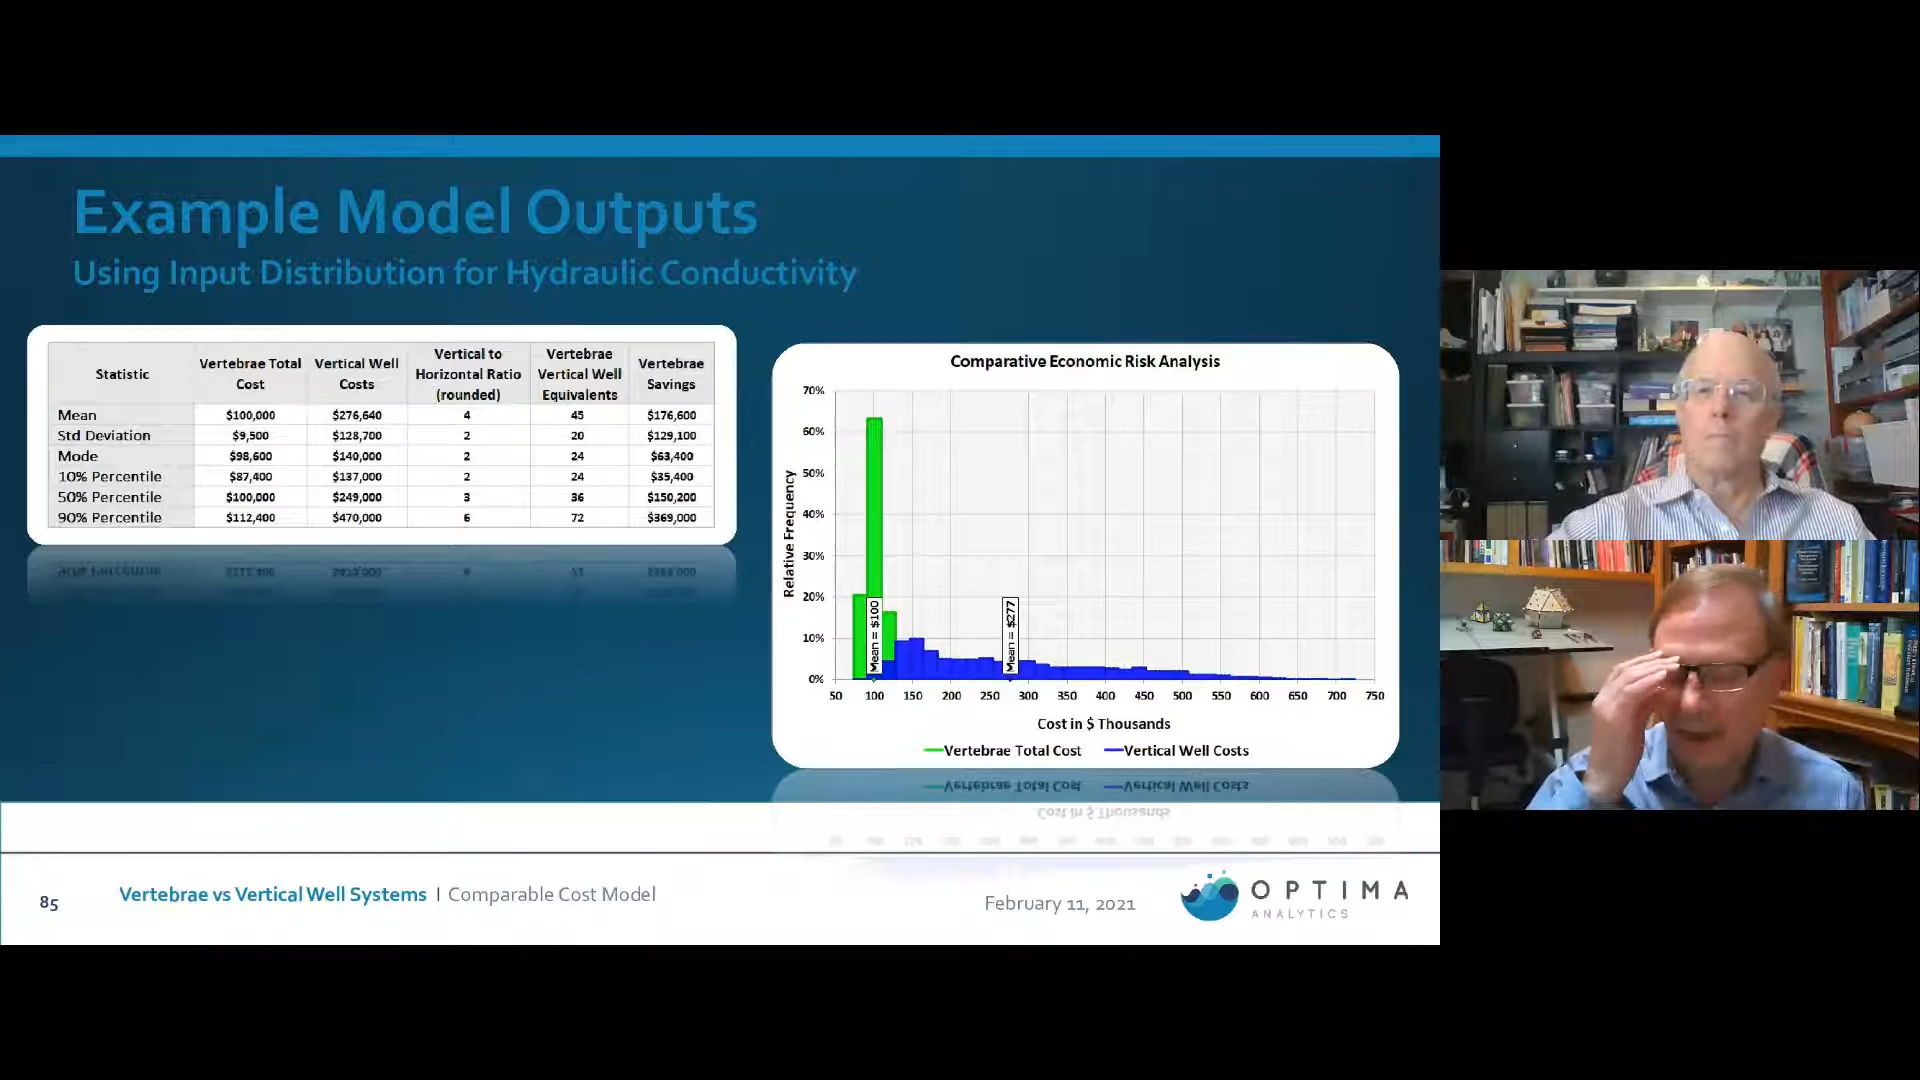 Example Model Outputs
Using Input Distribution for Hydraulic Conductivity
Statistic Vertebrae Total Cost Vertical Well Costs Vertical to Horizontal Ratio (rounded) Vertebrae Vertical Well Equivalents Vertebrae Savings
Mean $100,000 $276,640 4 45 $176,600
Std Deviation $9,500 $128,700 2 20 $129,100
Mode $98,600 $140,000 2 24 $63,400
10% Percentile $87,400 $137,000 2 24 $35,400
50% Percentile $100,000 $249,000 3 36 $150,200
90% Percentile $112,400 $470,000 6 72 $369,000
Comparative Economic Risk Analysis
Relative Frequency
70%
60%
50%
40%
30%
20%
10%
0%
Mean = $100
Mean = $277
50 100 150 200 250 300 350 400 450 500 550 600 650 700 750
Cost in $ Thousands
Vertebrae Total Cost Vertical Well Costs
85
Vertebrae vs Vertical Well Systems | Comparable Cost Model
February 11, 2021
OPTIMA
ANALYTICS